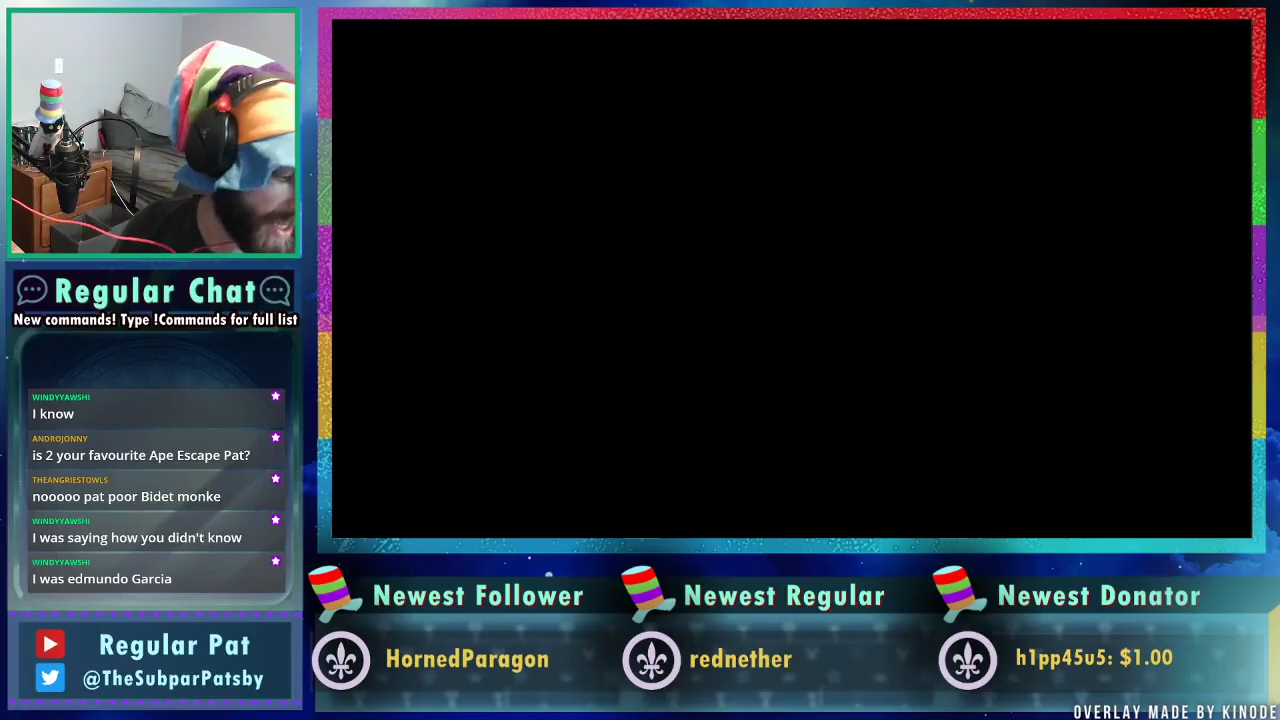 Regular Chat
New commands! Type !Commands for full list
WINDYYAWSHI
I know
ANDROJONNY
is 2 your favourite Ape Escape Pat?
THEANGRIESTOWLS
nooooo pat poor Bidet monke
WINDYYAWSHI
I was saying how you didn't know
WINDYYAWSHI
I was edmundo Garcia
Regular Pat
@TheSubparPatsby
Newest Follower
HornedParagon
Newest Regular
rednether
Newest Donator
h1pp45u5: $1.00
OVERLAY MADE BY KINODE